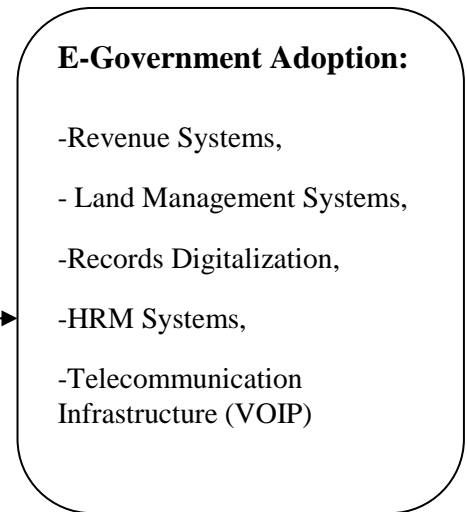 E-Government Adoption:
-Revenue Systems,
- Land Management Systems,
-Records Digitalization,
-HRM Systems,
-Telecommunication
Infrastructure (VOIP)